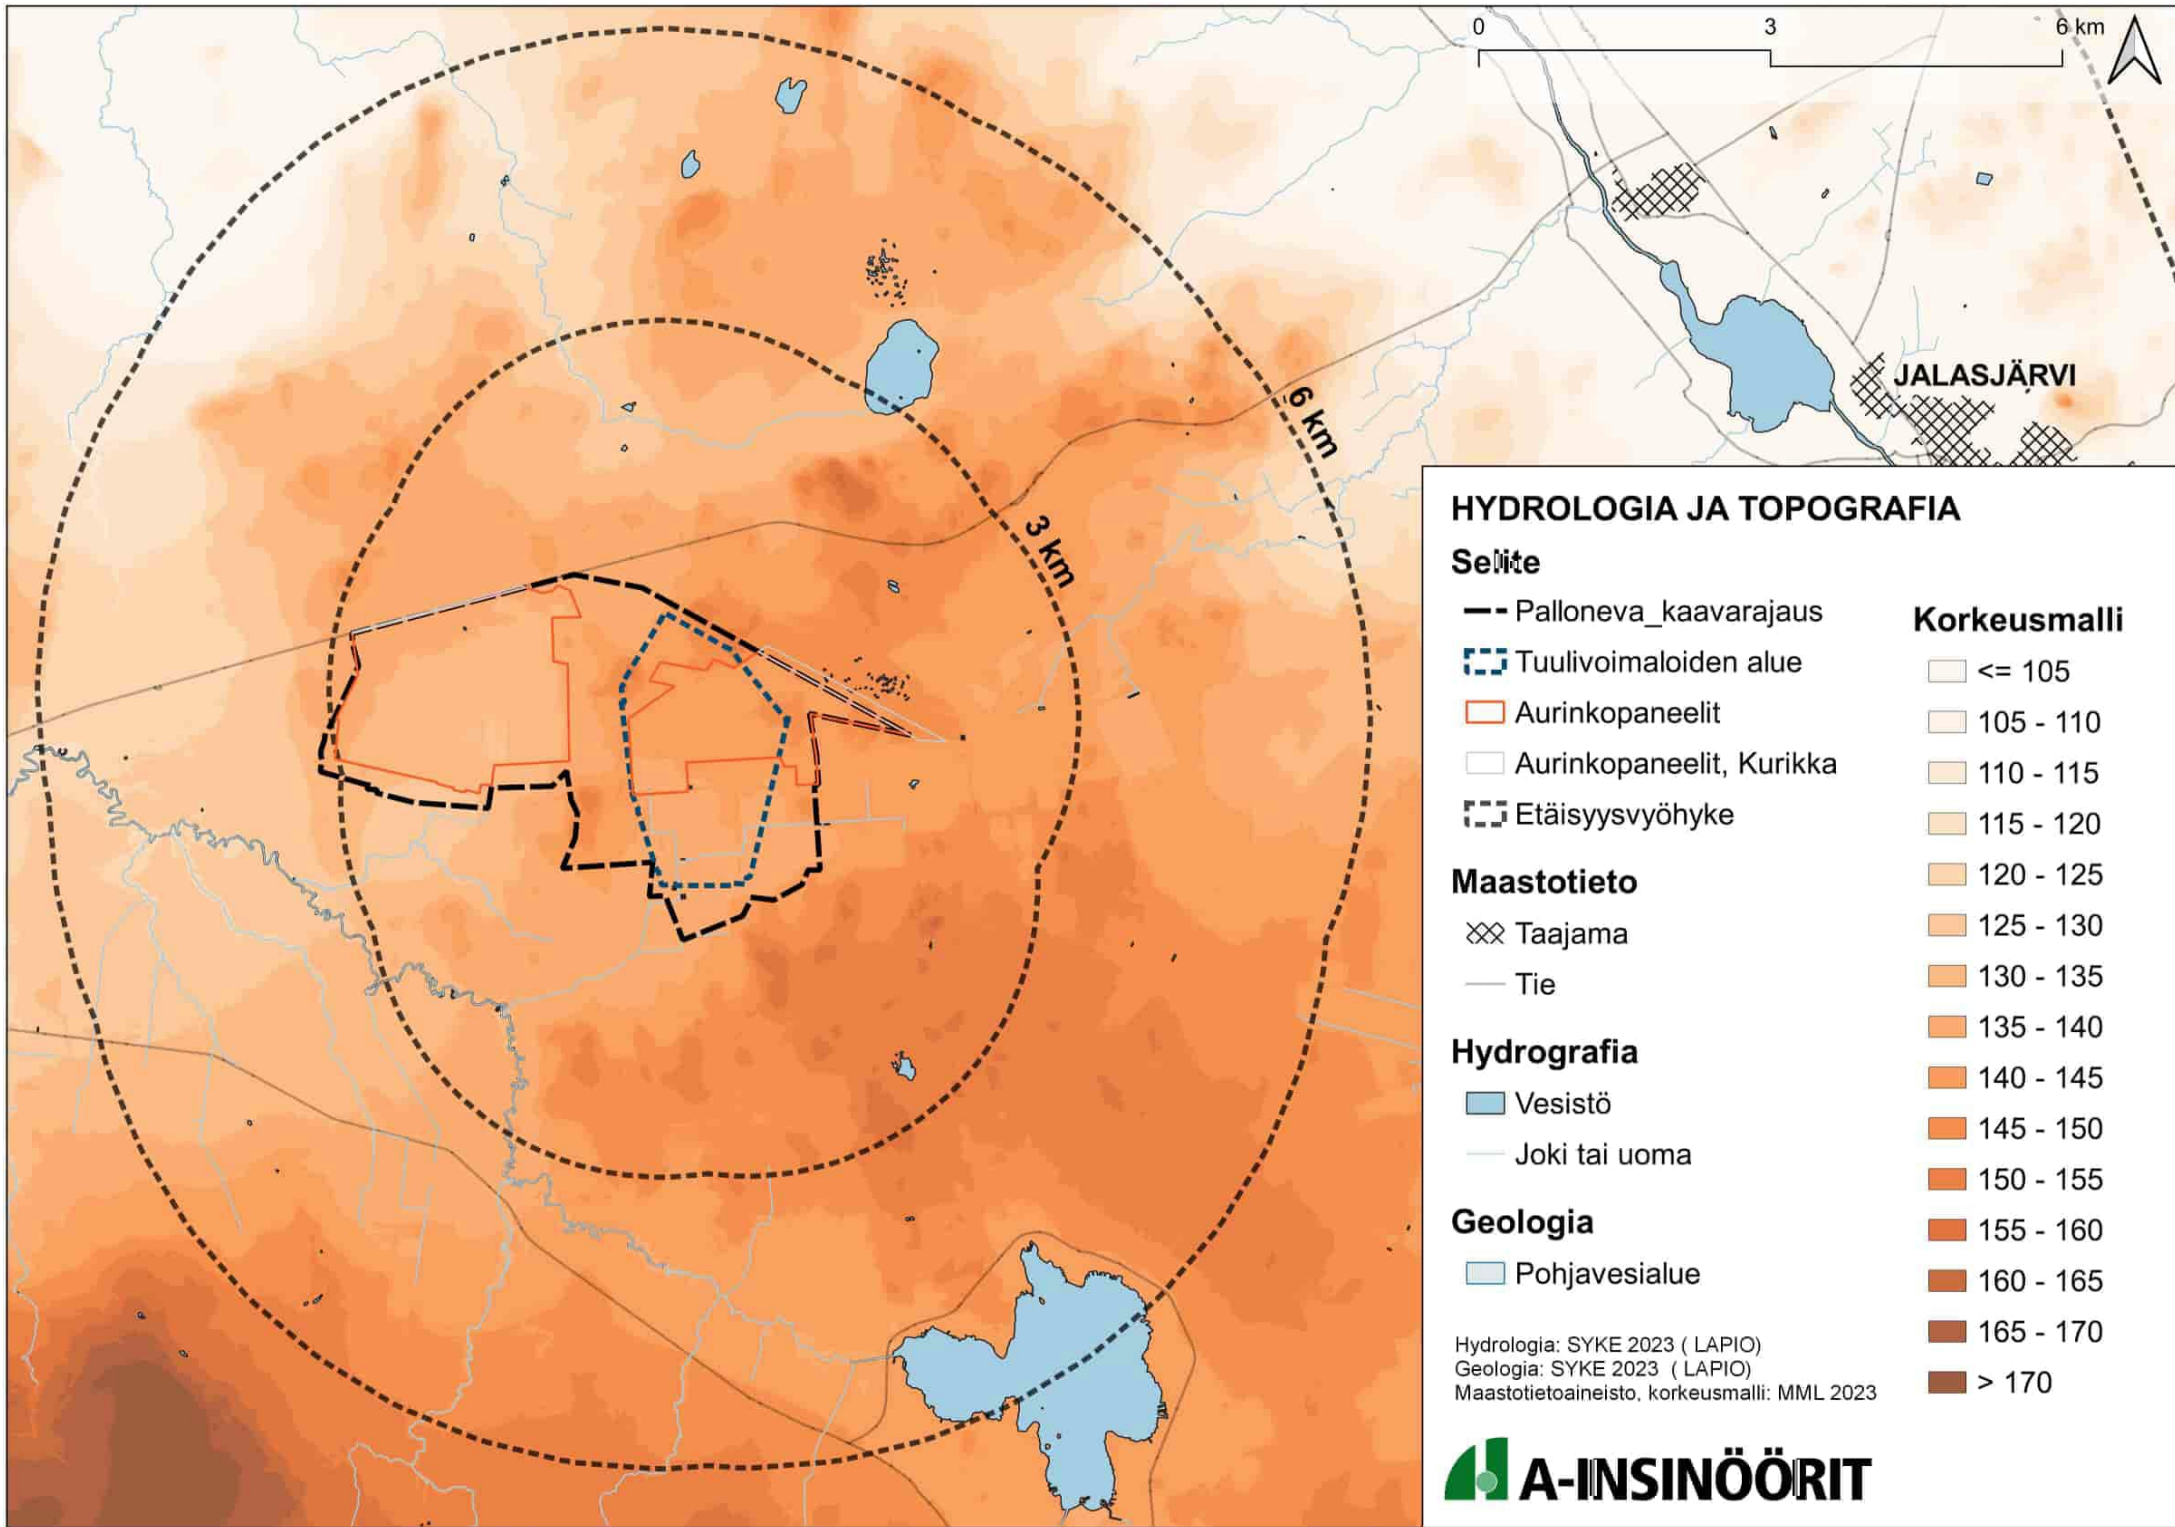 0 3 6 km
JALASJÄRVI
6 km
3 km
HYDROLOGIA JA TOPOGRAFIA
Selite
Palloneva_kaavarajaus
Tuulivoimaloiden alue
Aurinkopaneelit
Aurinkopaneelit, Kurikka
Etäisyysvyöhyke
Maastotieto
Taajama
Tie
Hydrografia
Vesistö
Joki tai uoma
Geologia
Pohjavesialue
Korkeusmalli
<= 105
105 - 110
110 - 115
115 - 120
120 - 125
125 - 130
130 - 135
135 - 140
140 - 145
145 - 150
150 - 155
155 - 160
160 - 165
165 - 170
> 170
Hydrologia: SYKE 2023 ( LAPIO)
Geologia: SYKE 2023 ( LAPIO)
Maastotietoaineisto, korkeusmalli: MML 2023
A-INSINÖÖRIT